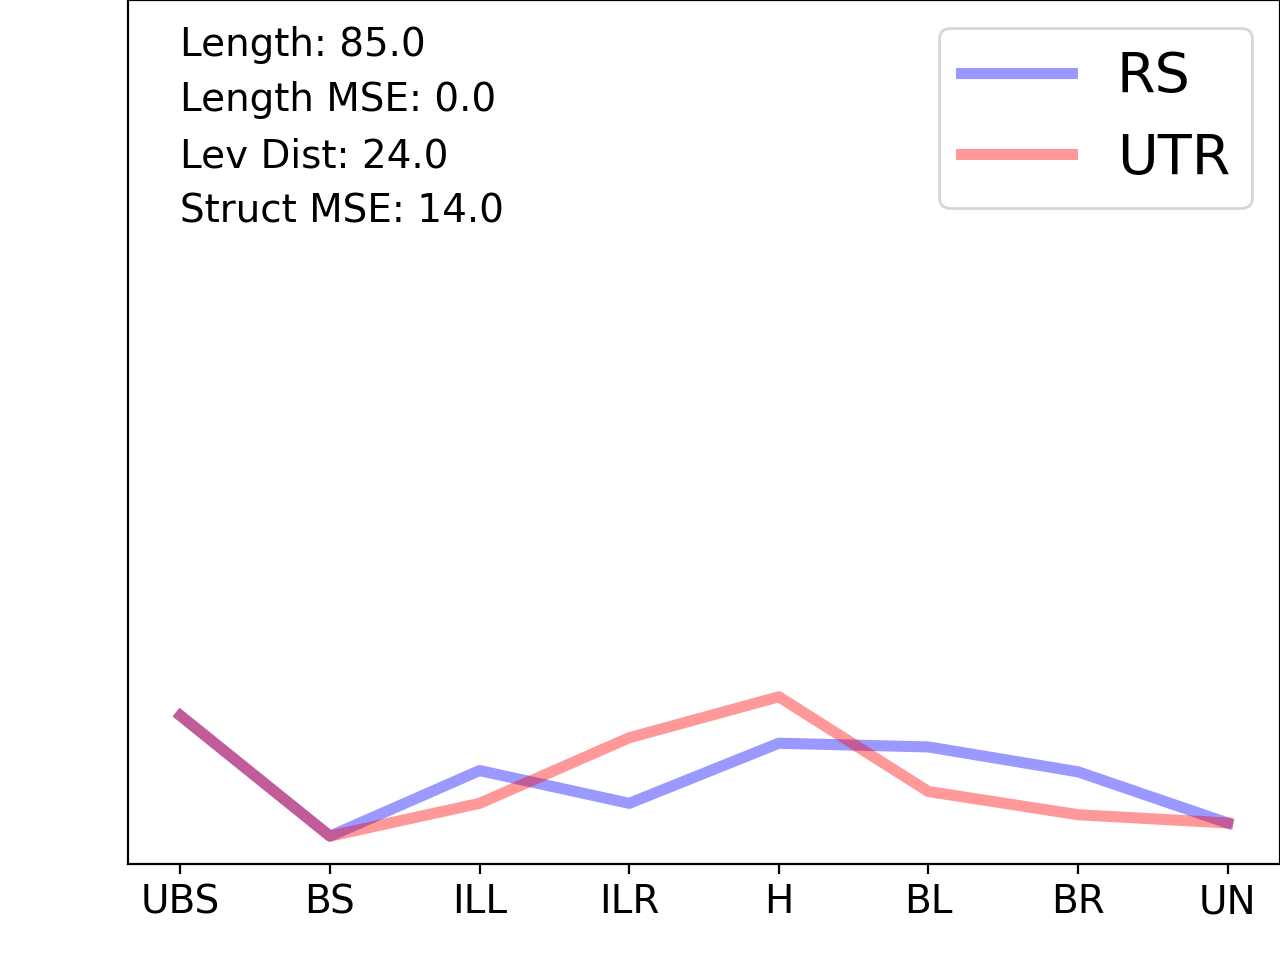 Length: 85.0
Length MSE: 0.0
Lev Dist: 24.0
Struct MSE: 14.0
RS
UTR
UBS BS ILL ILR H BL BR UN